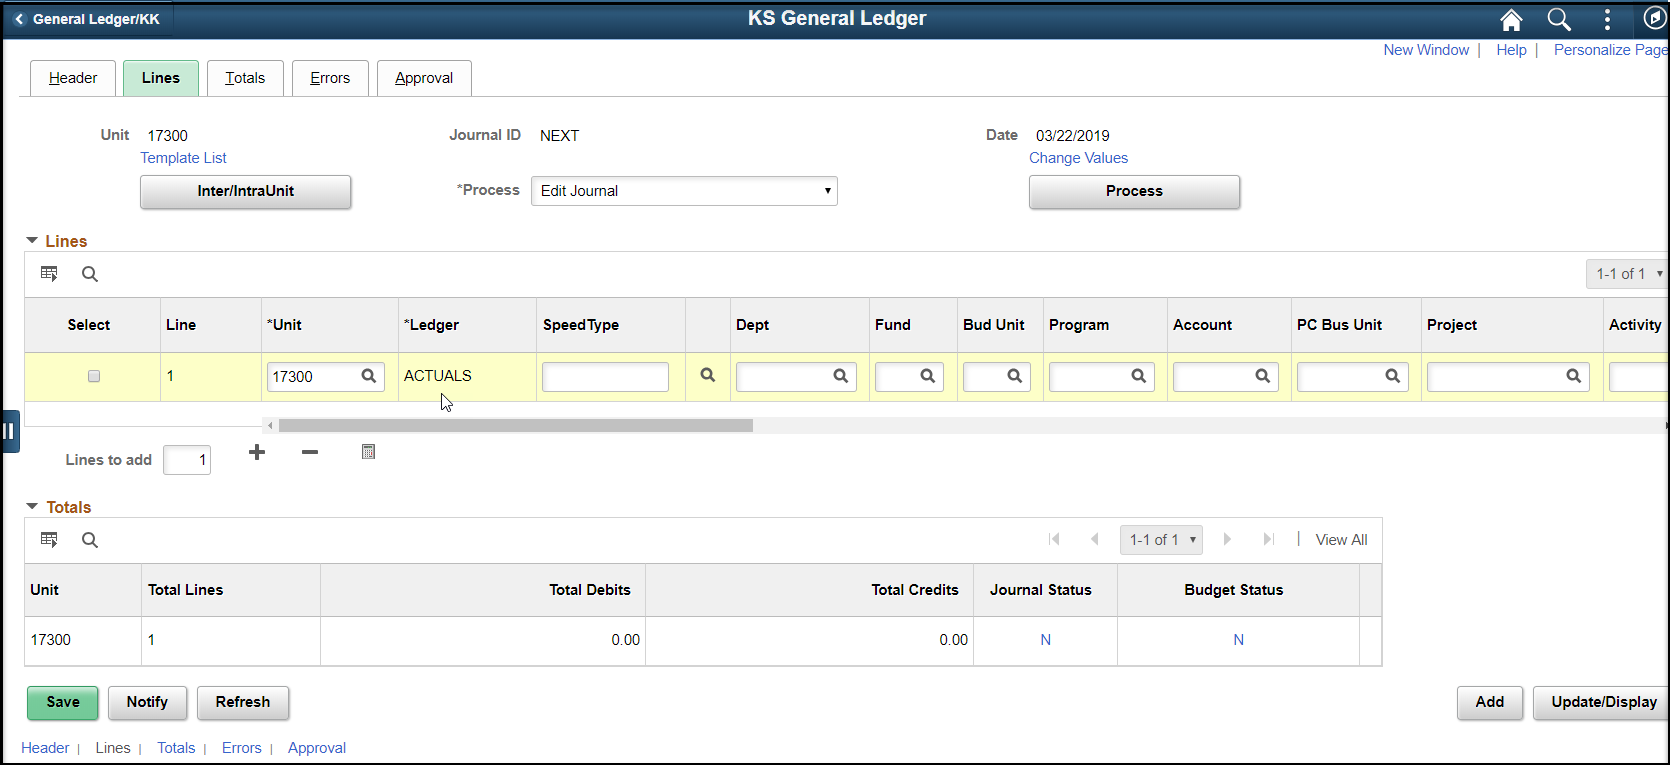 General Ledger/KK
KS General Ledger
New Window | Help | Personalize Page
Header Lines Totals Errors Approval
Unit 17300 Journal ID NEXT Date 03/22/2019
Template List Change Values
Inter/IntraUnit *Process Edit Journal Process
Lines
1-1 of 1
Select Line *Unit *Ledger SpeedType Dept Fund Bud Unit Program Account PC Bus Unit Project Activity
1 17300 ACTUALS
Lines to add 1
Totals
1-1 of 1 | View All
Unit Total Lines Total Debits Total Credits Journal Status Budget Status
17300 1 0.00 0.00 N N
Save Notify Refresh Add Update/Display
Header | Lines | Totals | Errors | Approval